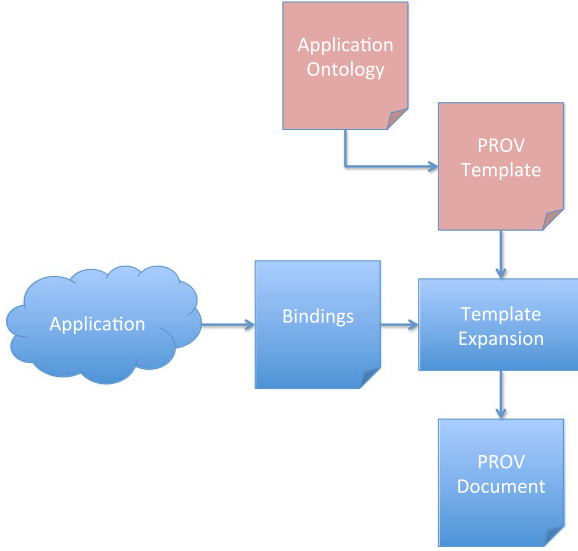 Application
Ontology
PROV
Template
Application
Bindings
Template
Expansion
PROV
Document